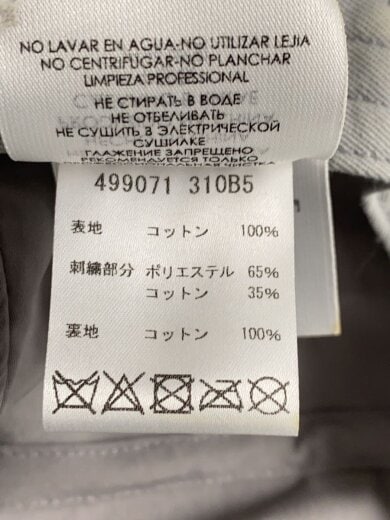 NO LAVAR EN AGUA-NO UTILIZAR LEJIA
NO CENTRIFUGAR-NO PLANCHAR
LIMPIEZA PROFESSIONAL
НЕ СТИРАТЬ В ВОДЕ
НЕ ОТБЕЛИВАТЬ
НЕ СУШИТЬ В ЭЛЕКТРИЧЕСКОЙ
СУШИЛКЕ
ГЛАЖЕНИЕ ЗАПРЕЩЕНО
РЕКОМЕНДУЕТСЯ ТОЛЬКО
499071 310B5
表地 コットン 100%
刺繍部分 ポリエステル 65%
コットン 35%
裏地 コットン 100%